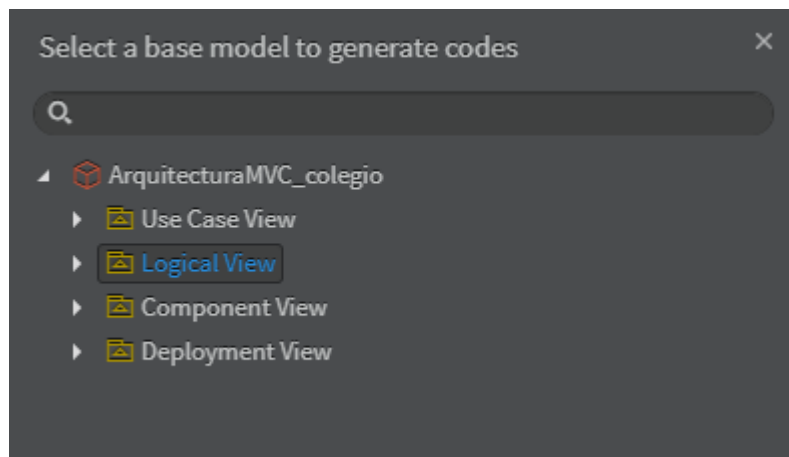 Select a base model to generate codes
ArquitecturaMVC_colegio
Use Case View
Logical View
Component View
Deployment View